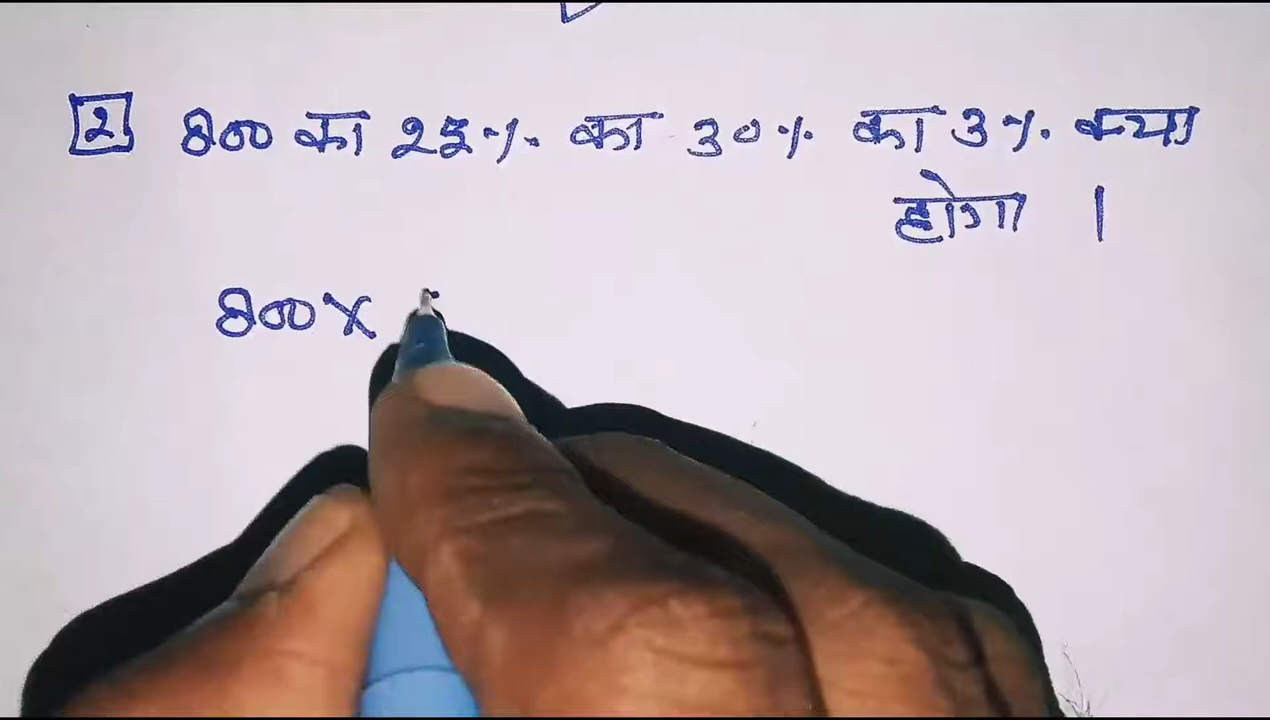 2 800 का 25% का 30% का 3% क्या
होगा ।
800 ×